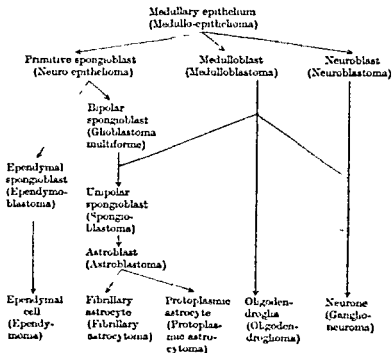 Medullary epithelium
(Medullo-epithelioma)
Primitive spongioblast
(Neuro epithelioma)
Medulloblast
(Medulloblastoma)
Neuroblast
(Neuroblastoma)
Bipolar
spongioblast
(Glioblastoma
multiforme)
Ependymal
spongioblast
(Ependymo-
blastoma)
Unipolar
spongioblast
(Spongio-
blastoma)
Astroblast
(Astroblastoma)
Ependymal
cell
(Ependy-
moma)
Fibrillary
astrocyte
(Fibrillary
astrocytoma)
Protoplasmic
astrocyte
(Protoplas-
mic astro-
cytoma)
Oligoden-
droglia
(Oligoden-
droglioma)
Neurone
(Ganglio-
neuroma)